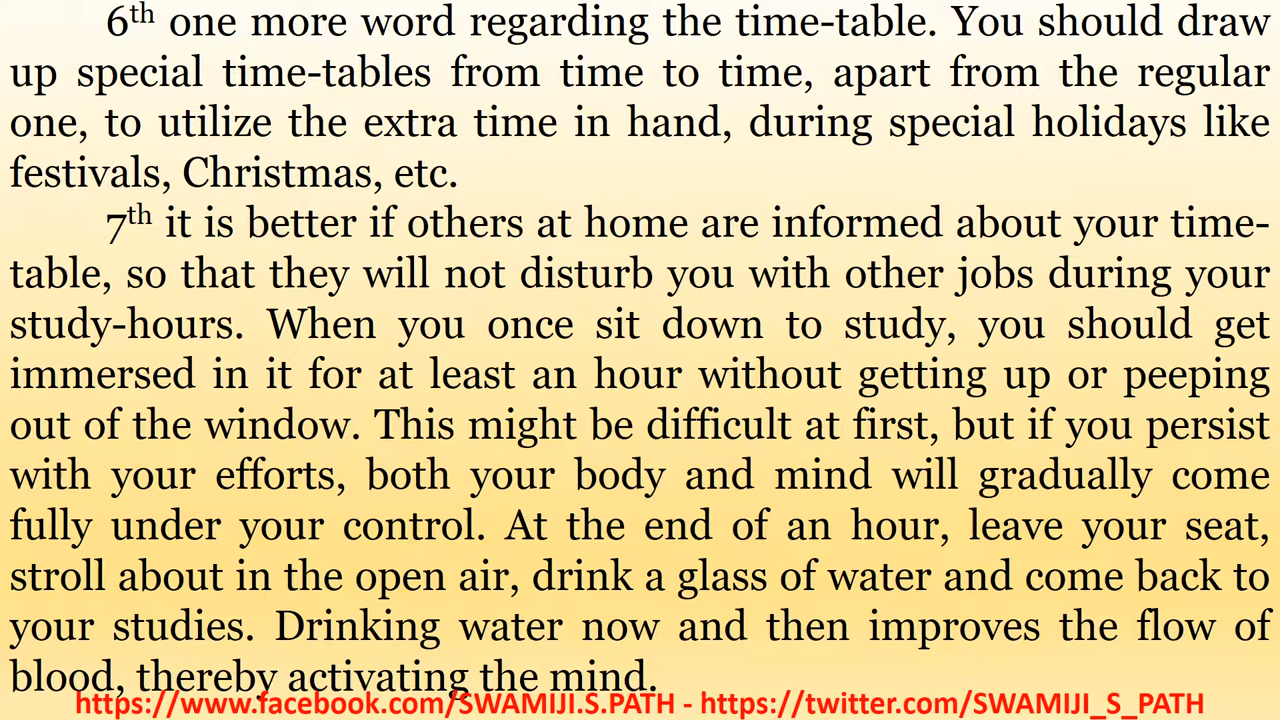 6th one more word regarding the time-table. You should draw
up special time-tables from time to time, apart from the regular
one, to utilize the extra time in hand, during special holidays like
festivals, Christmas, etc.
7th it is better if others at home are informed about your time-
table, so that they will not disturb you with other jobs during your
study-hours. When you once sit down to study, you should get
immersed in it for at least an hour without getting up or peeping
out of the window. This might be difficult at first, but if you persist
with your efforts, both your body and mind will gradually come
fully under your control. At the end of an hour, leave your seat,
stroll about in the open air, drink a glass of water and come back to
your studies. Drinking water now and then improves the flow of
blood, thereby activating the mind.
https://www.facebook.com/SWAMIJI.S.PATH - https://twitter.com/SWAMIJI_S_PATH